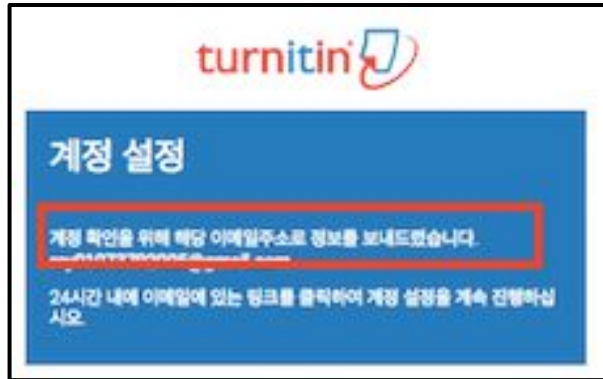 turnitin
계정 설정
계정 확인을 위해 해당 이메일주소로 정보를 보내드렸습니다.
24시간 내에 이메일에 있는 링크를 클릭하여 계정 설정을 계속 진행하십
시오.